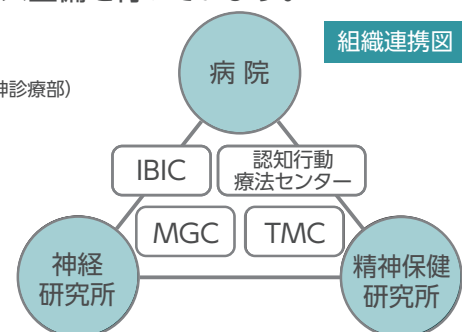 組織連携図
病 院
神診療部）
IBIC
認知行動
療法センター
MGC
TMC
神経
研究所
精神保健
研究所